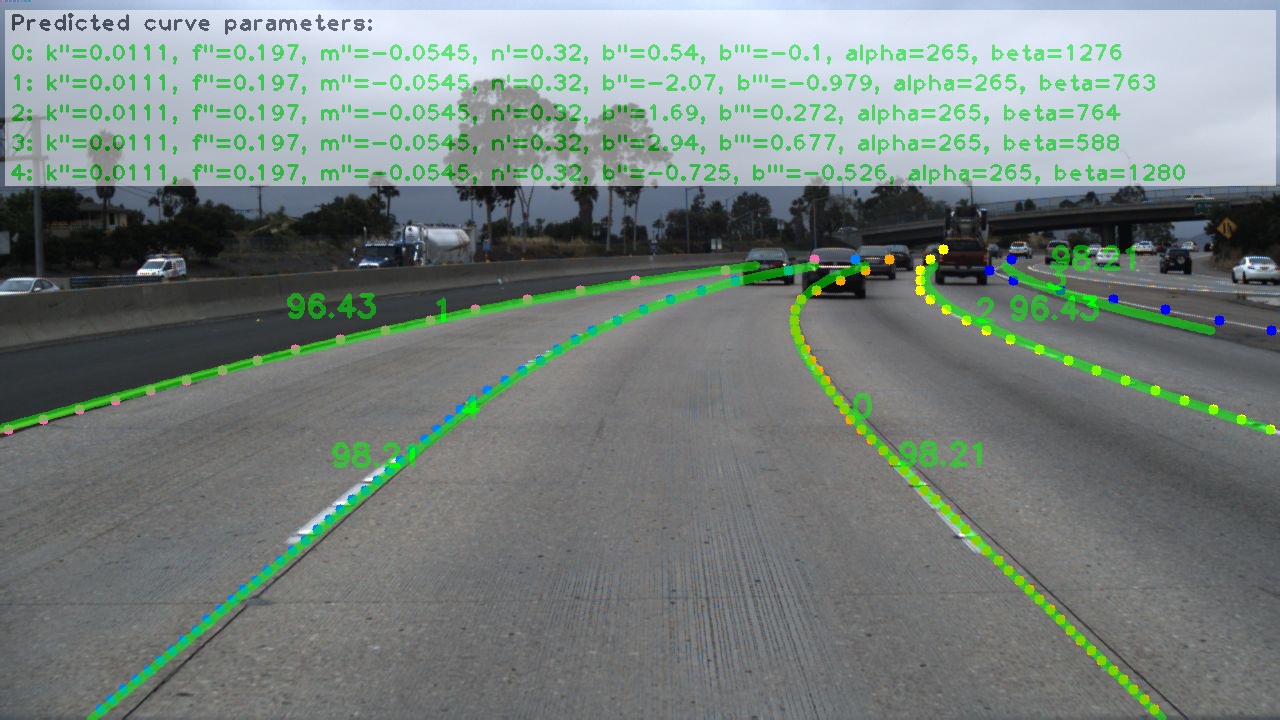 Predicted curve parameters:
0: k''=0.0111, f''=0.197, m''=-0.0545, n'=0.32, b''=0.54, b'''=-0.1, alpha=265, beta=1276
1: k''=0.0111, f''=0.197, m''=-0.0545, n'=0.32, b''=-2.07, b'''=-0.979, alpha=265, beta=763
2: k''=0.0111, f''=0.197, m''=-0.0545, n'=0.32, b''=1.69, b'''=0.272, alpha=265, beta=764
3: k''=0.0111, f''=0.197, m''=-0.0545, n'=0.32, b''=2.94, b'''=0.677, alpha=265, beta=588
4: k''=0.0111, f''=0.197, m''=-0.0545, n'=0.32, b''=-0.725, b'''=-0.526, alpha=265, beta=1280
98.21
3
96.43
1
2
96.43
4
0
98.21
98.21